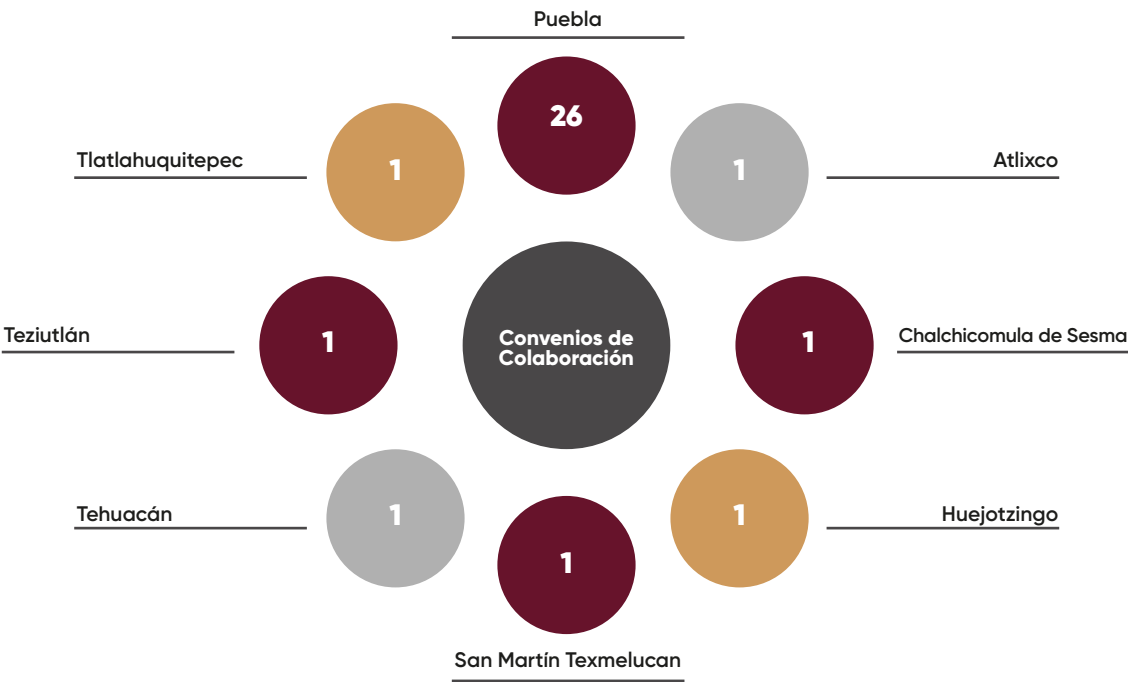 Puebla
26
Tlatlahuquitepec
1
1
Atlixco
Teziutlán
1
Convenios de
Colaboración
1
Chalchicomula de Sesma
Tehuacán
1
1
Huejotzingo
1
San Martín Texmelucan